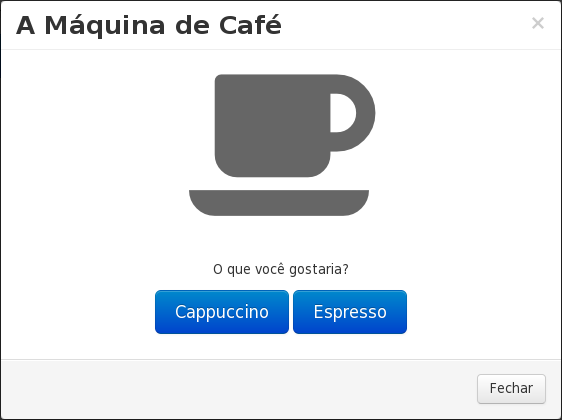 A Máquina de Café
×
O que você gostaria?
Cappuccino Espresso
Fechar